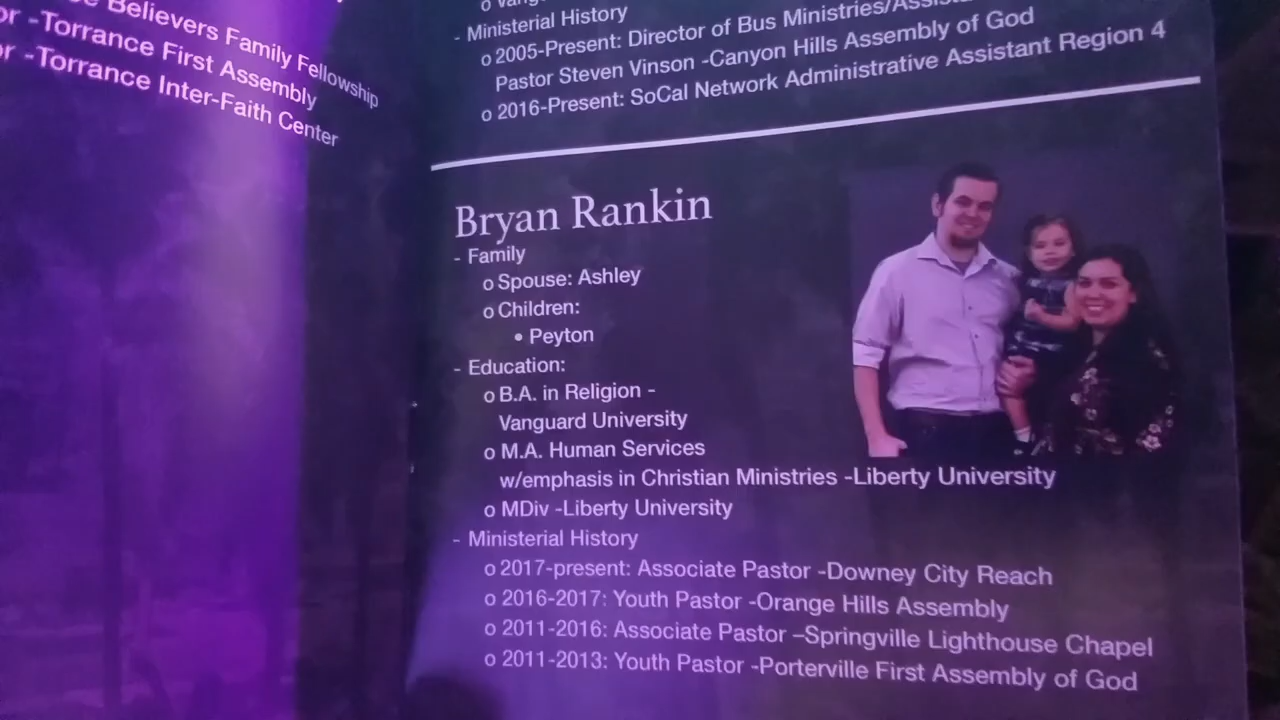 Believers Family Fellowship
-Torrance First Assembly
-Torrance Inter-Faith Center
o
- Ministerial History
o 2005-Present: Director of Bus Ministries/
Pastor Steven Vinson -Canyon Hills Assembly of God
o 2016-Present: SoCal Network Administrative Assistant Region 4
Bryan Rankin
- Family
o Spouse: Ashley
o Children:
• Peyton
- Education:
o B.A. in Religion -
Vanguard University
o M.A. Human Services
w/emphasis in Christian Ministries -Liberty University
o MDiv -Liberty University
- Ministerial History
o 2017-present: Associate Pastor -Downey City Reach
o 2016-2017: Youth Pastor -Orange Hills Assembly
o 2011-2016: Associate Pastor –Springville Lighthouse Chapel
o 2011-2013: Youth Pastor -Porterville First Assembly of God